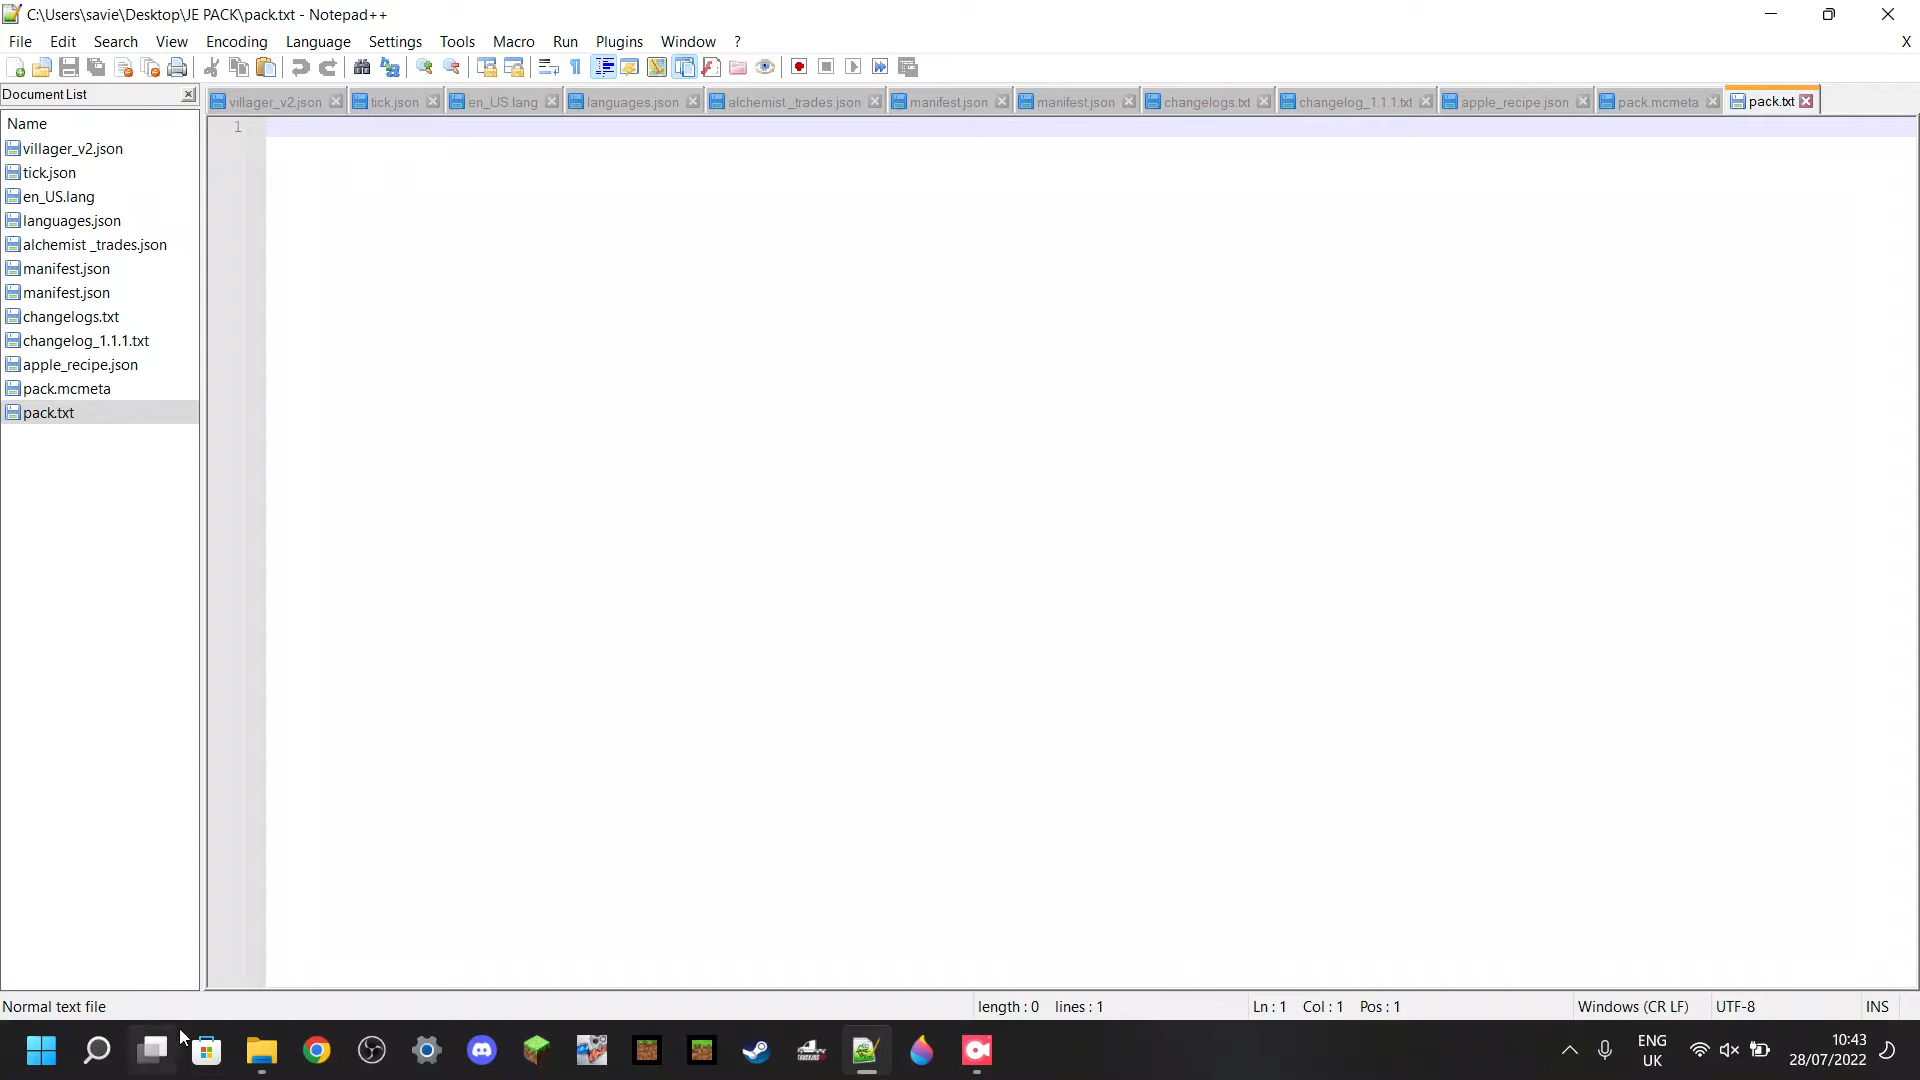 C:\Users\savie\Desktop\JE PACK\pack.txt - Notepad++
File Edit Search View Encoding Language Settings Tools Macro Run Plugins Window ? X
Document List
villager_v2.json tick.json en_US.lang languages.json alchemist _trades.json manifest.json manifest.json changelogs.txt changelog_1.1.1.txt apple_recipe.json pack.mcmeta pack.txt
Name
1
villager_v2.json
tick.json
en_US.lang
languages.json
alchemist _trades.json
manifest.json
manifest.json
changelogs.txt
changelog_1.1.1.txt
apple_recipe.json
pack.mcmeta
pack.txt
Normal text file length : 0 lines : 1 Ln : 1 Col : 1 Pos : 1 Windows (CR LF) UTF-8 INS
ENG 10:43
UK 28/07/2022